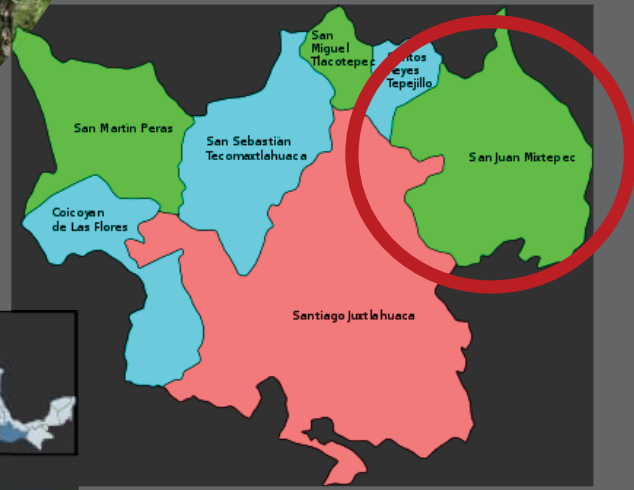 San
Miguel
Tlacotepec
Reyes
Tepejillo
San Martin Peras
San Sebastian
Tecomaxtlahuaca
San Juan Mixtepec
Coicoyan
de Las Flores
Santiago Juxtlahuaca